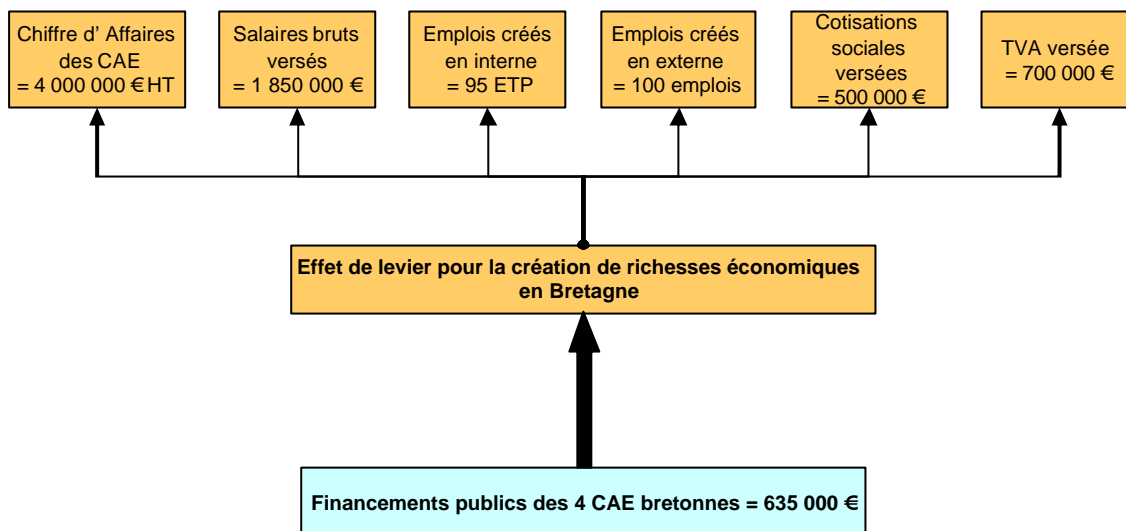 Chiffre d' Affaires
des CAE
= 4 000 000 € HT
Salaires bruts
versés
= 1 850 000 €
Emplois créés
en interne
= 95 ETP
Emplois créés
en externe
= 100 emplois
Cotisations
sociales
versées
= 500 000 €
TVA versée
= 700 000 €
Effet de levier pour la création de richesses économiques
en Bretagne
Financements publics des 4 CAE bretonnes = 635 000 €